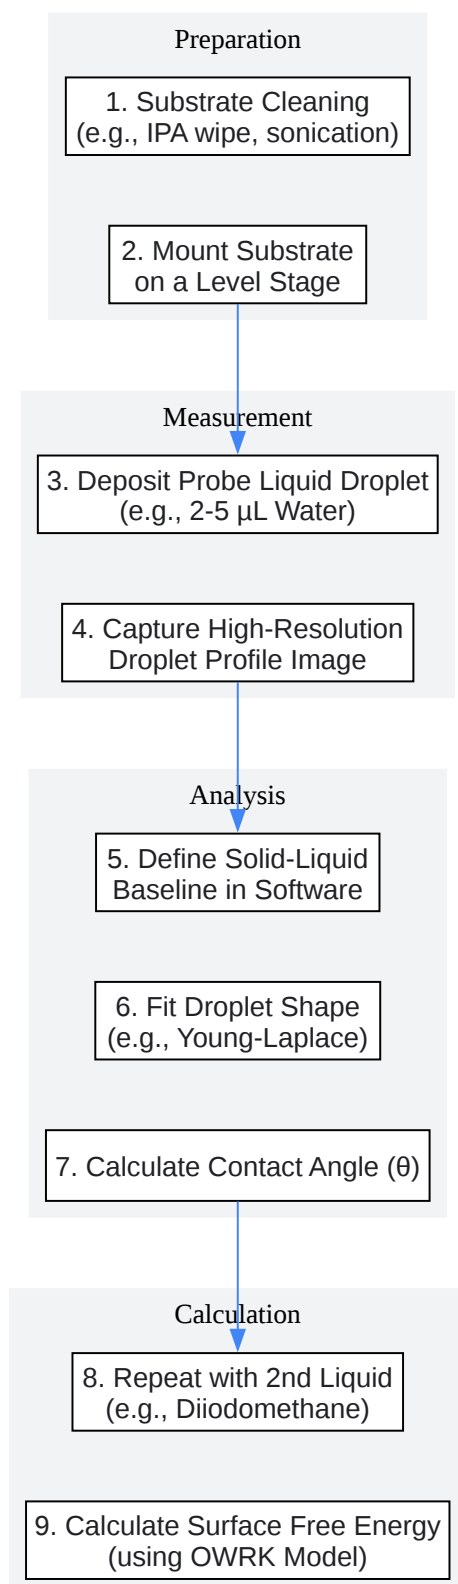 Preparation
1. Substrate Cleaning
(e.g., IPA wipe, sonication)
2. Mount Substrate
on a Level Stage
Measurement
3. Deposit Probe Liquid Droplet
(e.g., 2-5 µL Water)
4. Capture High-Resolution
Droplet Profile Image
Analysis
5. Define Solid-Liquid
Baseline in Software
6. Fit Droplet Shape
(e.g., Young-Laplace)
7. Calculate Contact Angle (θ)
Calculation
8. Repeat with 2nd Liquid
(e.g., Diiodomethane)
9. Calculate Surface Free Energy
(using OWRK Model)